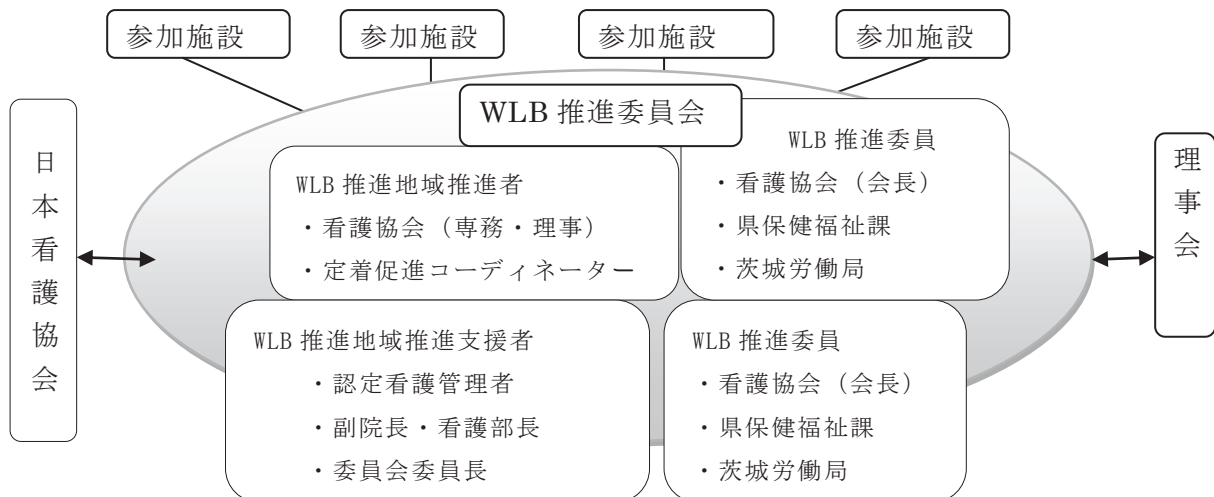 参加施設
参加施設
参加施設
参加施設
WLB 推進委員会
日本看護協会
理事会
WLB 推進地域推進者
・看護協会（専務・理事）
・定着促進コーディネーター
WLB 推進委員
・看護協会（会長）
・県保健福祉課
・茨城労働局
WLB 推進地域推進支援者
・認定看護管理者
・副院長・看護部長
・委員会委員長
WLB 推進委員
・看護協会（会長）
・県保健福祉課
・茨城労働局